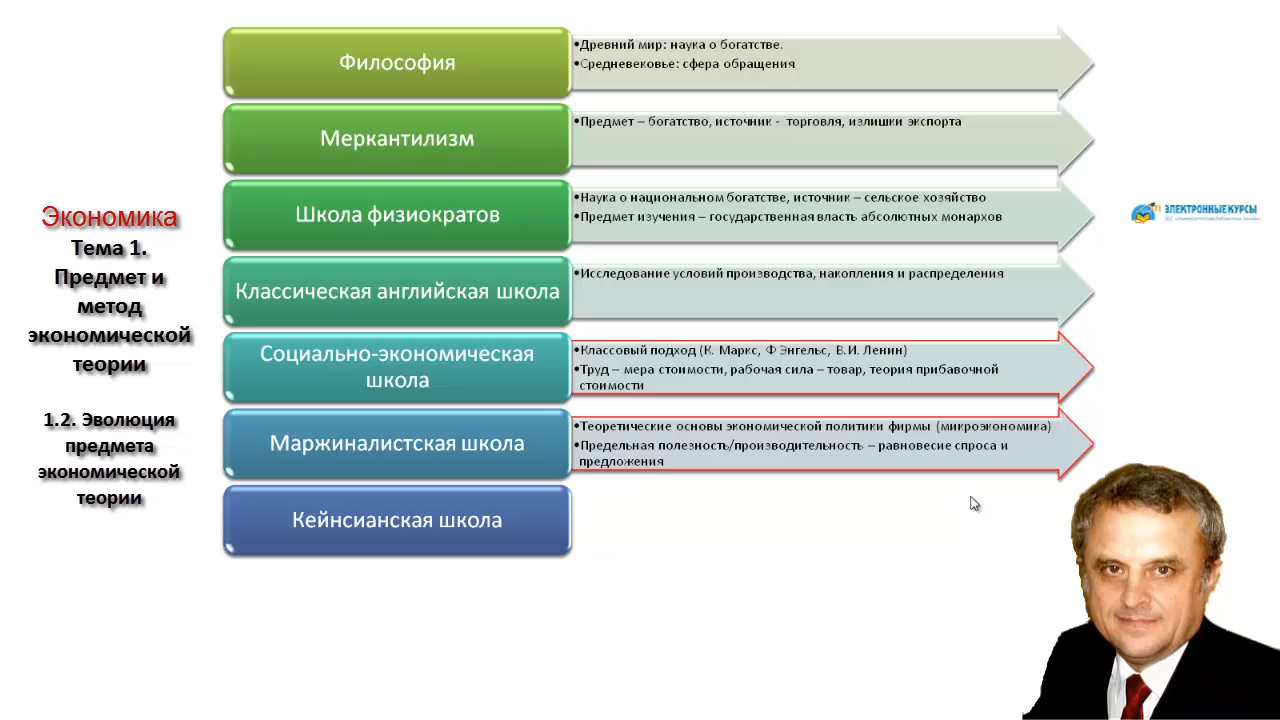 Экономика
Тема 1.
Предмет и
метод
экономической
теории
1.2. Эволюция
предмета
экономической
теории
Философия
•Древний мир: наука о богатстве.
•Средневековье: сфера обращения
Меркантилизм
•Предмет – богатство, источник - торговля, излишки экспорта
Школа физиократов
•Наука о национальном богатстве, источник – сельское хозяйство
•Предмет изучения – государственная власть абсолютных монархов
Классическая английская школа
•Исследование условий производства, накопления и распределения
Социально-экономическая
школа
•Классовый подход (К. Маркс, Ф Энгельс, В.И. Ленин)
•Труд – мера стоимости, рабочая сила – товар, теория прибавочной
стоимости
Маржиналистская школа
•Теоретические основы экономической политики фирмы (микроэкономика)
•Предельная полезность/производительность – равновесие спроса и
предложения
Кейнсианская школа
ЭЛЕКТРОННЫЕ КУРСЫ